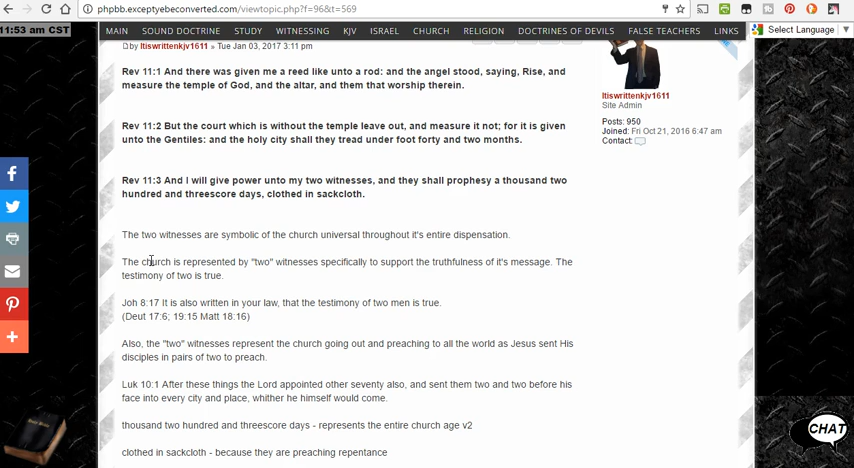 phpbb.exceptyebeconverted.com/viewtopic.php?f=96&t=569
11:53 am CST
MAIN SOUND DOCTRINE STUDY WITNESSING KJV ISRAEL CHURCH RELIGION DOCTRINES OF DEVILS FALSE TEACHERS LINKS Select Language
by Itiswrittenkjv1611 » Tue Jan 03, 2017 3:11 pm
Rev 11:1 And there was given me a reed like unto a rod: and the angel stood, saying, Rise, and
measure the temple of God, and the altar, and them that worship therein.
Rev 11:2 But the court which is without the temple leave out, and measure it not; for it is given
unto the Gentiles: and the holy city shall they tread under foot forty and two months.
Rev 11:3 And I will give power unto my two witnesses, and they shall prophesy a thousand two
hundred and threescore days, clothed in sackcloth.
The two witnesses are symbolic of the church universal throughout it's entire dispensation.
The church is represented by "two" witnesses specifically to support the truthfulness of it's message. The
testimony of two is true.
Joh 8:17 It is also written in your law, that the testimony of two men is true.
(Deut 17:6; 19:15 Matt 18:16)
Also, the "two" witnesses represent the church going out and preaching to all the world as Jesus sent His
disciples in pairs of two to preach.
Luk 10:1 After these things the Lord appointed other seventy also, and sent them two and two before his
face into every city and place, whither he himself would come.
thousand two hundred and threescore days - represents the entire church age v2
clothed in sackcloth - because they are preaching repentance
Itiswrittenkjv1611
Site Admin
Posts: 950
Joined: Fri Oct 21, 2016 6:47 am
Contact:
CHAT